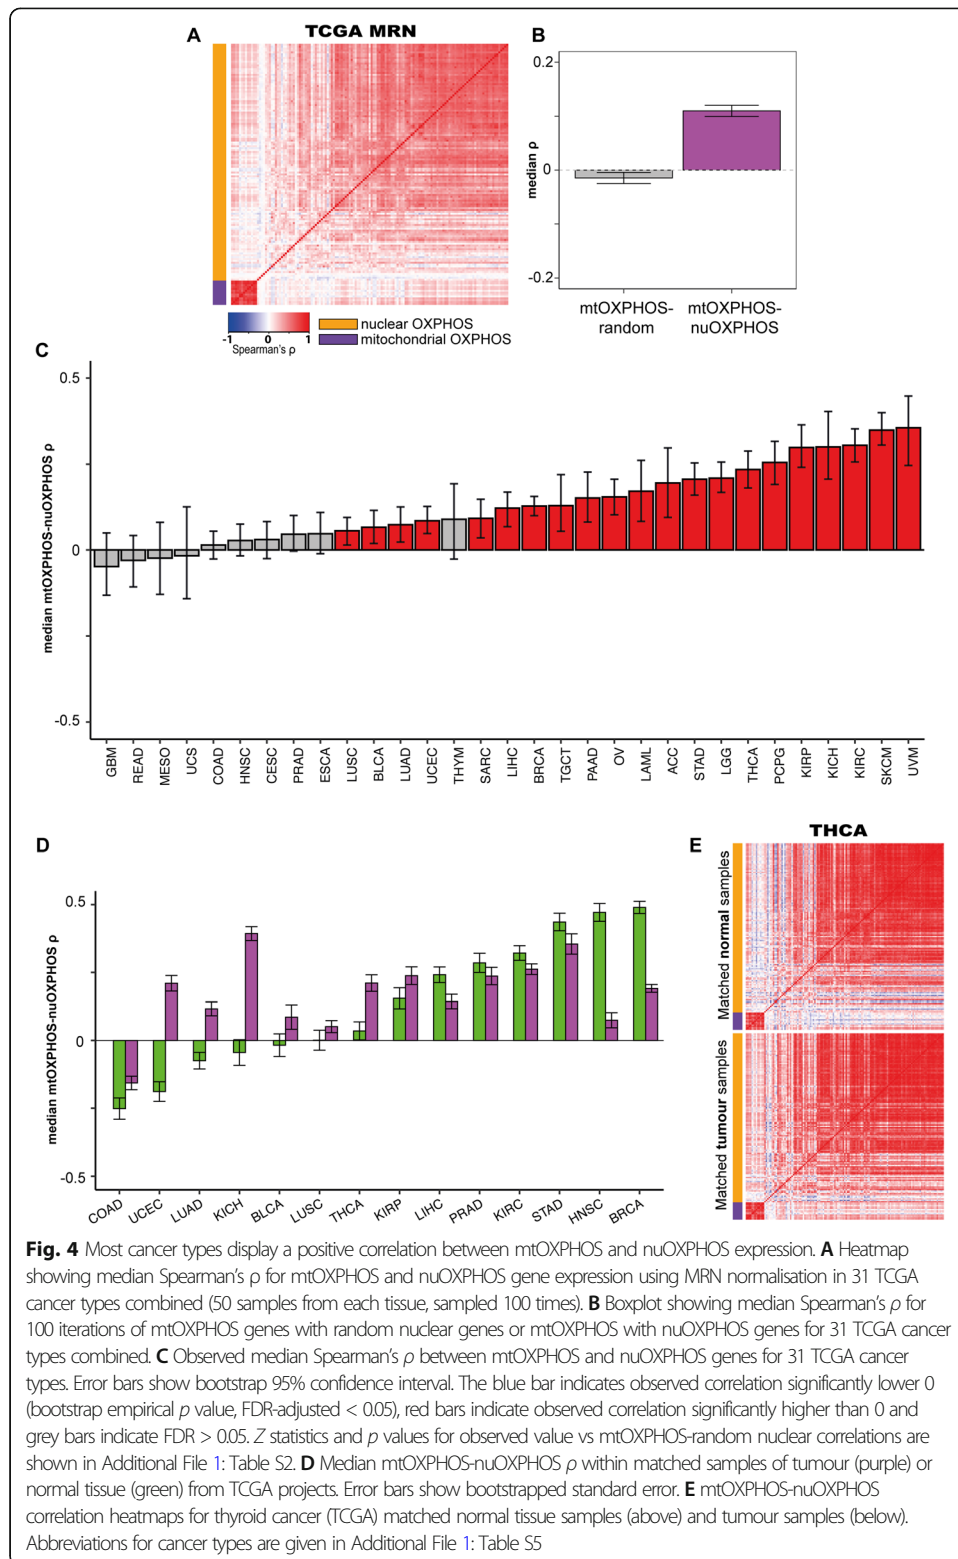 A
TCGA MRN
B
0.2
0
-0.2
median ρ
mtOXPHOS-
random
mtOXPHOS-
nuOXPHOS
-1 0 1
Spearman's ρ
nuclear OXPHOS
mitochondrial OXPHOS
C
0.5
0
-0.5
median mtOXPHOS-nuOXPHOS ρ
GBM
READ
MESO
UCS
COAD
HNSC
CESC
PRAD
ESCA
LUSC
BLCA
LUAD
UCEC
THYM
SARC
LIHC
BRCA
TGCT
PAAD
OV
LAML
ACC
STAD
LGG
THCA
PCPG
KIRP
KICH
KIRC
SKCM
UVM
D
0.5
0
-0.5
median mtOXPHOS-nuOXPHOS ρ
COAD
UCEC
LUAD
KICH
BLCA
LUSC
THCA
KIRP
LIHC
PRAD
KIRC
STAD
HNSC
BRCA
E
THCA
Matched normal samples
Matched tumour samples
Fig. 4 Most cancer types display a positive correlation between mtOXPHOS and nuOXPHOS expression. A Heatmap
showing median Spearman's ρ for mtOXPHOS and nuOXPHOS gene expression using MRN normalisation in 31 TCGA
cancer types combined (50 samples from each tissue, sampled 100 times). B Boxplot showing median Spearman's ρ for
100 iterations of mtOXPHOS genes with random nuclear genes or mtOXPHOS with nuOXPHOS genes for 31 TCGA cancer
types combined. C Observed median Spearman's ρ between mtOXPHOS and nuOXPHOS genes for 31 TCGA cancer
types. Error bars show bootstrap 95% confidence interval. The blue bar indicates observed correlation significantly lower 0
(bootstrap empirical p value, FDR-adjusted < 0.05), red bars indicate observed correlation significantly higher than 0 and
grey bars indicate FDR > 0.05. Z statistics and p values for observed value vs mtOXPHOS-random nuclear correlations are
shown in Additional File 1: Table S2. D Median mtOXPHOS-nuOXPHOS ρ within matched samples of tumour (purple) or
normal tissue (green) from TCGA projects. Error bars show bootstrapped standard error. E mtOXPHOS-nuOXPHOS
correlation heatmaps for thyroid cancer (TCGA) matched normal tissue samples (above) and tumour samples (below).
Abbreviations for cancer types are given in Additional File 1: Table S5